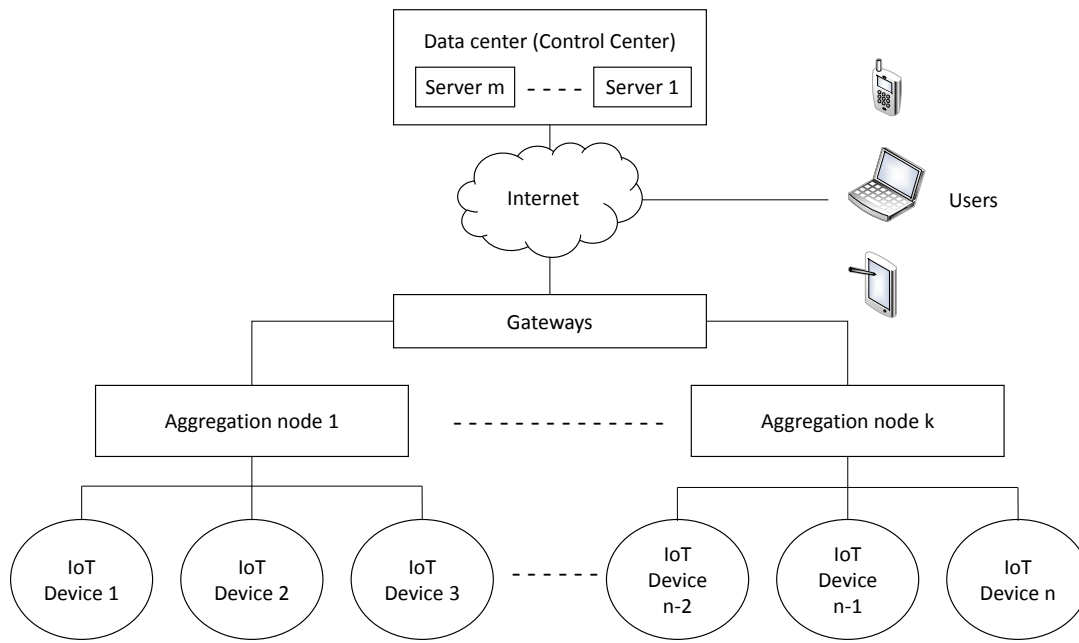 Data center (Control Center)
Server m
Server 1
Internet
Users
Gateways
Aggregation node 1
Aggregation node k
IoT
Device 1
IoT
Device 2
IoT
Device 3
IoT
Device
n-2
IoT
Device
n-1
IoT
Device n